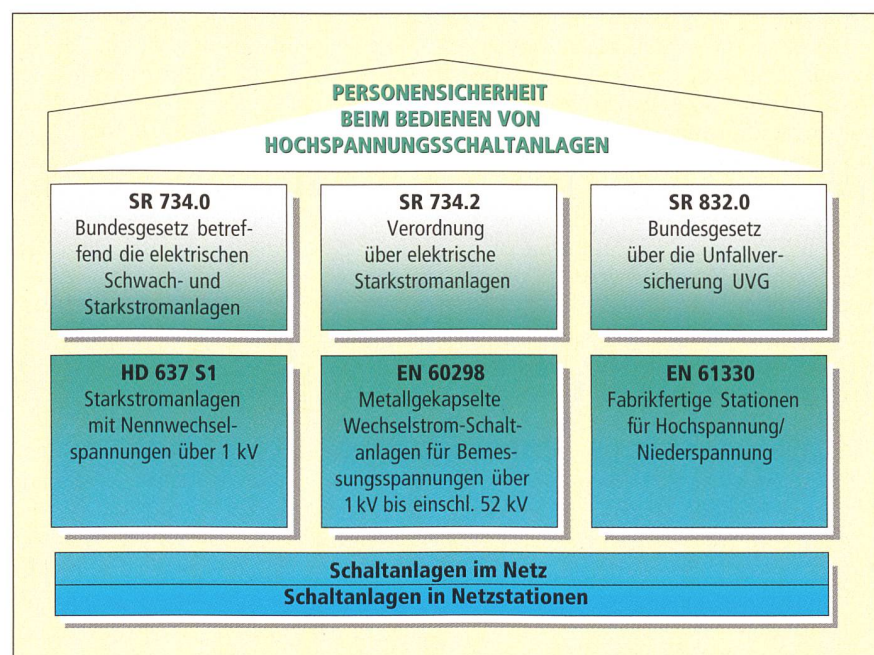 PERSONENSICHERHEIT
BEIM BEDIENEN VON
HOCHSPANNUNGSSCHALTANLAGEN
SR 734.0
Bundesgesetz betref-
fend die elektrischen
Schwach- und
Starkstromanlagen
SR 734.2
Verordnung
über elektrische
Starkstromanlagen
SR 832.0
Bundesgesetz
über die Unfallver-
sicherung UVG
HD 637 S1
Starkstromanlagen
mit Nennwechsel-
spannungen über 1 kV
EN 60298
Metallgekapselte
Wechselstrom-Schalt-
anlagen für Bemes-
sungsspannungen über
1 kV bis einschl. 52 kV
EN 61330
Fabrikfertige Stationen
für Hochspannung/
Niederspannung
Schaltanlagen im Netz
Schaltanlagen in Netzstationen